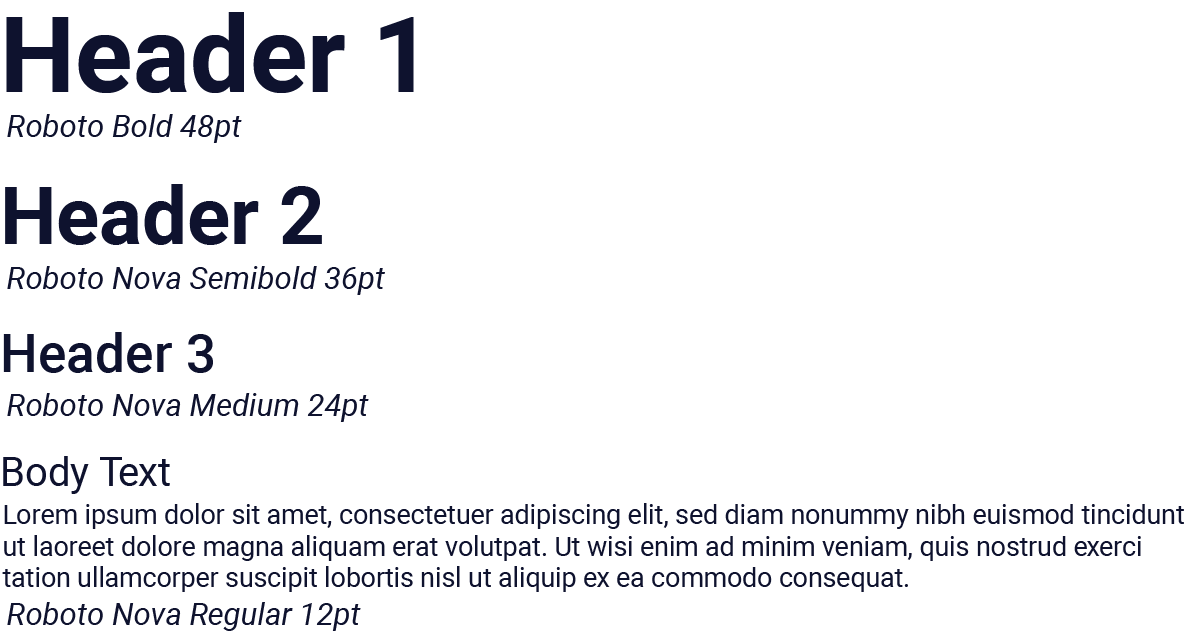 Header 1
Roboto Bold 48pt
Header 2
Roboto Nova Semibold 36pt
Header 3
Roboto Nova Medium 24pt
Body Text
Lorem ipsum dolor sit amet, consectetuer adipiscing elit, sed diam nonummy nibh euismod tincidunt
ut laoreet dolore magna aliquam erat volutpat. Ut wisi enim ad minim veniam, quis nostrud exerci
tation ullamcorper suscipit lobortis nisl ut aliquip ex ea commodo consequat.
Roboto Nova Regular 12pt